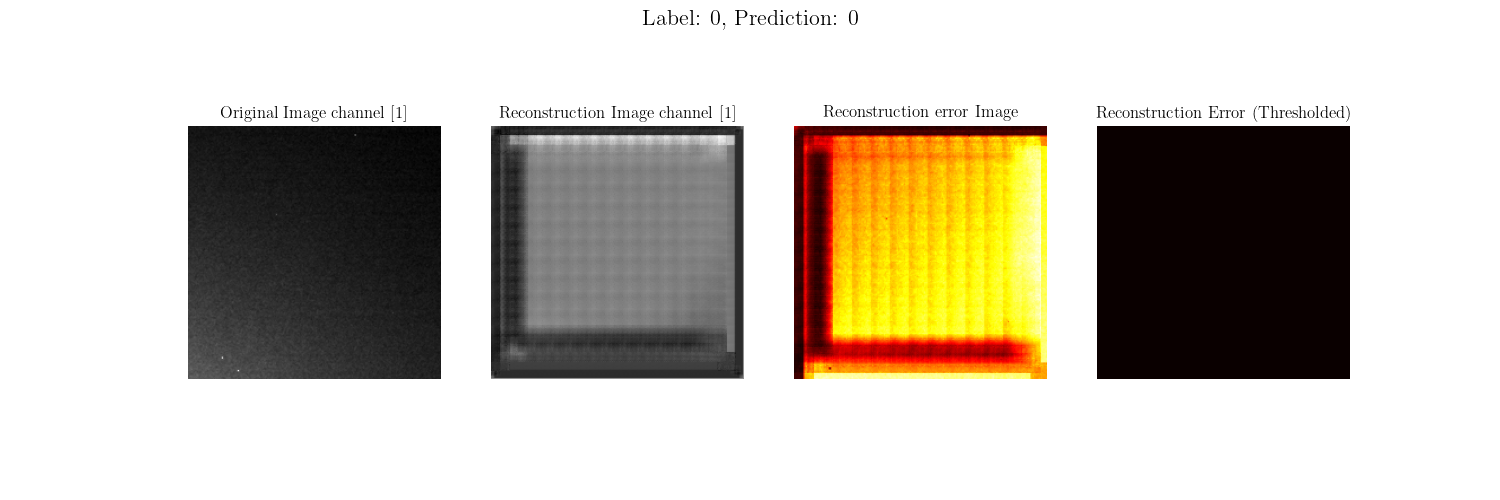 Label: 0, Prediction: 0
Original Image channel [1]
Reconstruction Image channel [1]
Reconstruction error Image
Reconstruction Error (Thresholded)